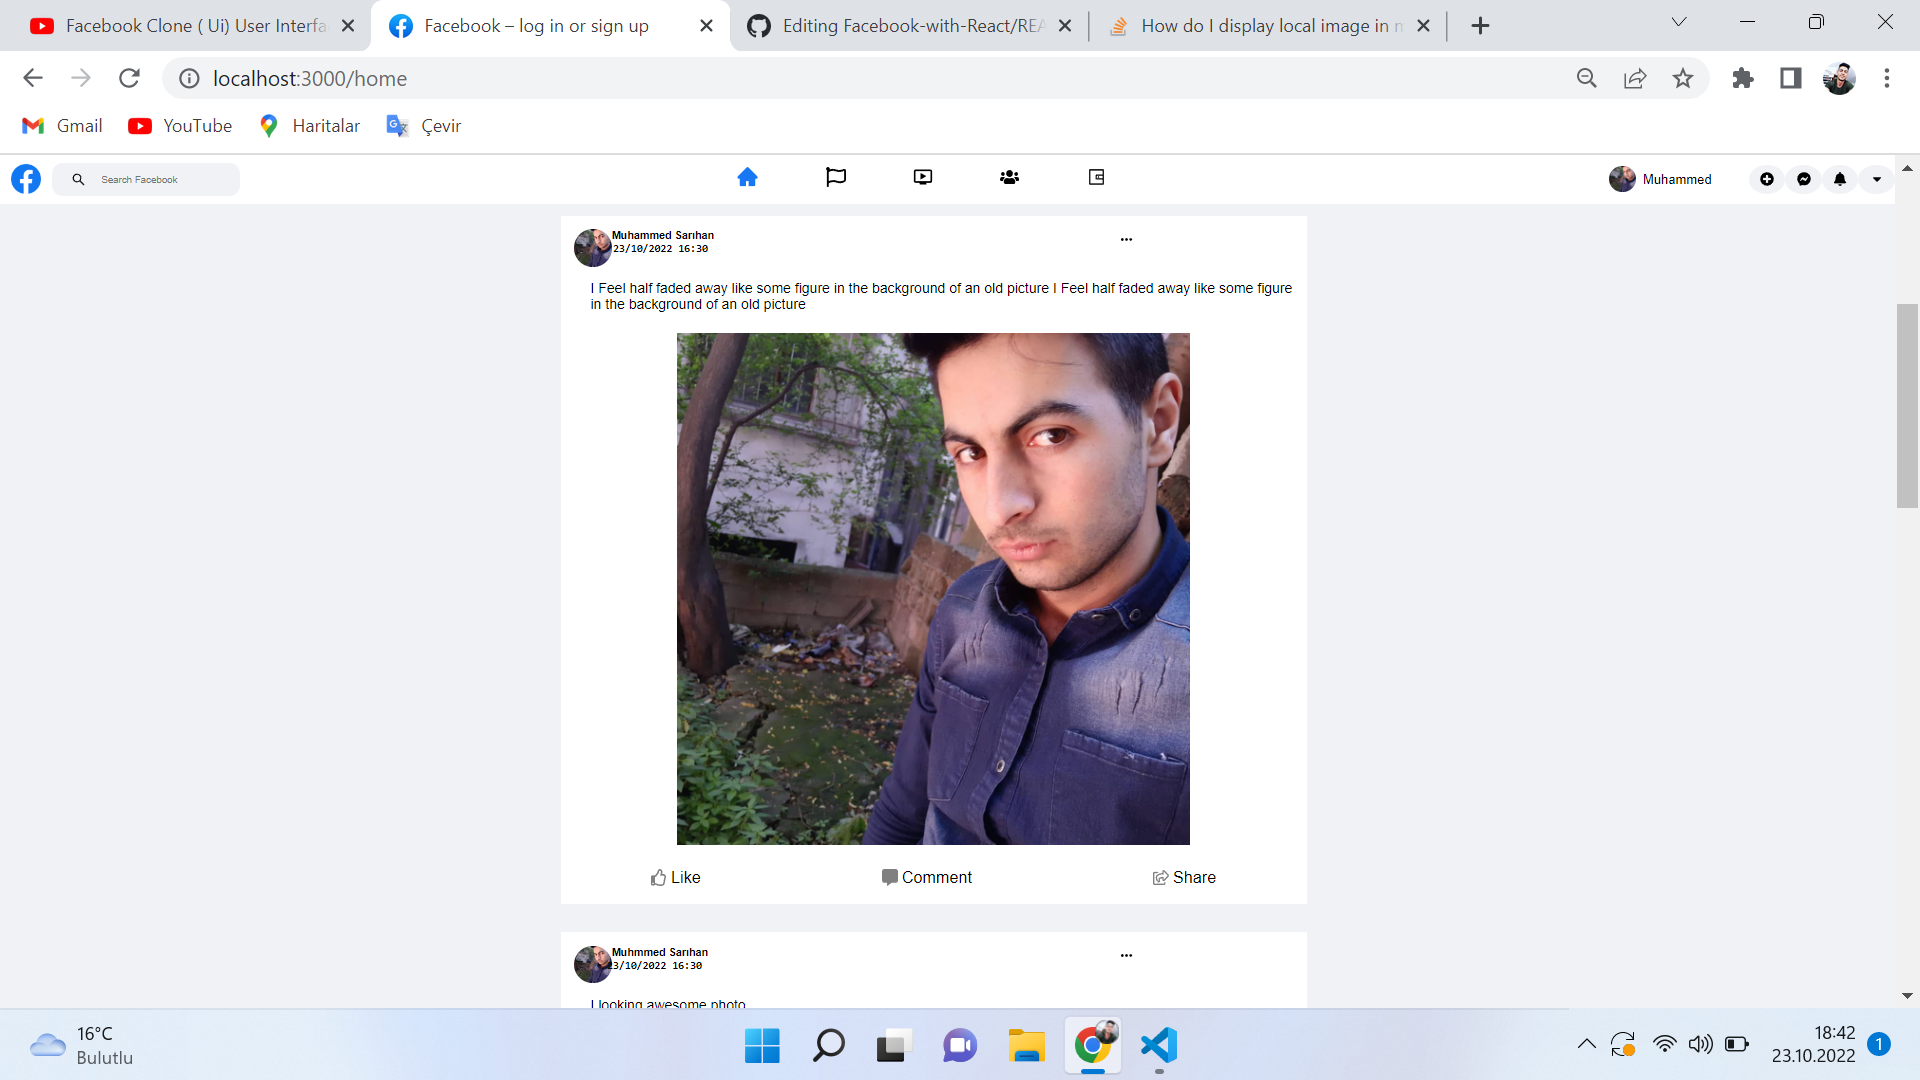 Facebook Clone ( Ui) User Interfa
Facebook – log in or sign up
Editing Facebook-with-React/REA
How do I display local image in m
localhost:3000/home
Gmail
YouTube
Haritalar
Çevir
Search Facebook
Muhammed
Muhammed Sarıhan
23/10/2022 16:30
I Feel half faded away like some figure in the background of an old picture I Feel half faded away like some figure
in the background of an old picture
Like
Comment
Share
Muhmmed Sarıhan
23/10/2022 16:30
I looking awesome photo
16°C
Bulutlu
18:42
23.10.2022
1